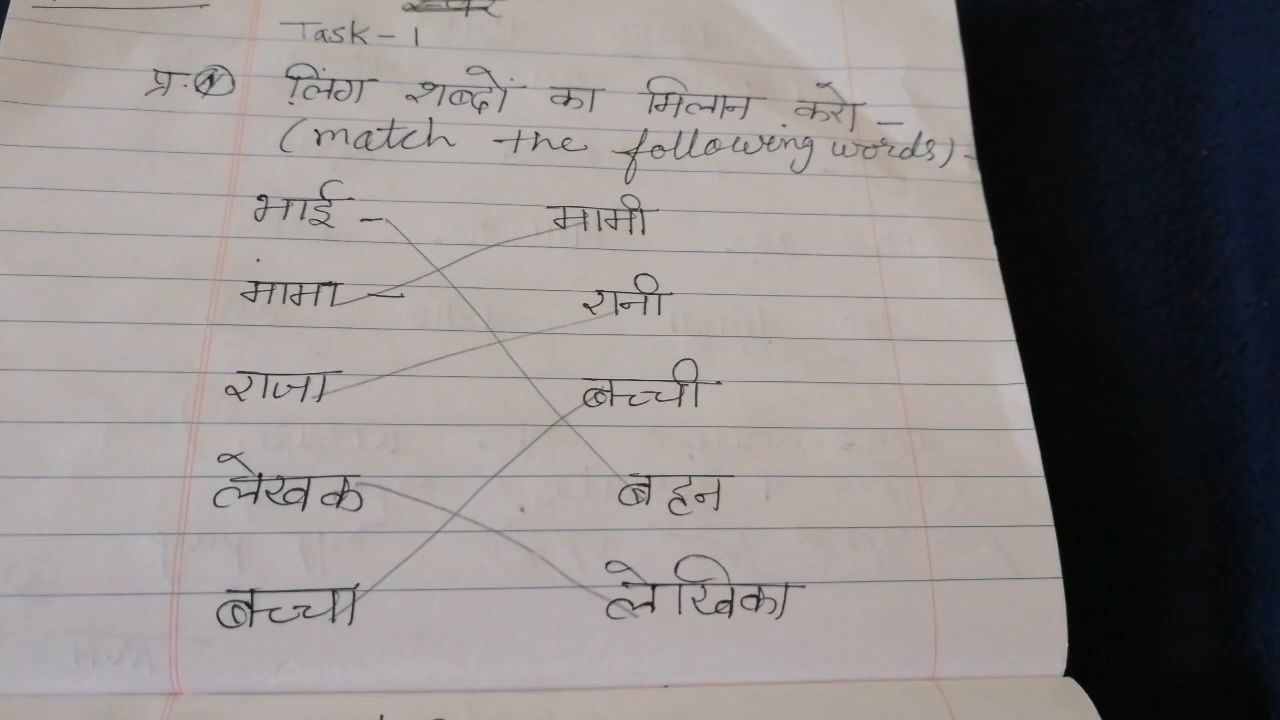 Task-1
प्र.① लिंग शब्दों का मिलान करो –
(match the following words) -
भाई - मामी
मामा - रानी
राजा बच्ची
लेखक बहन
बच्चा लेखिका